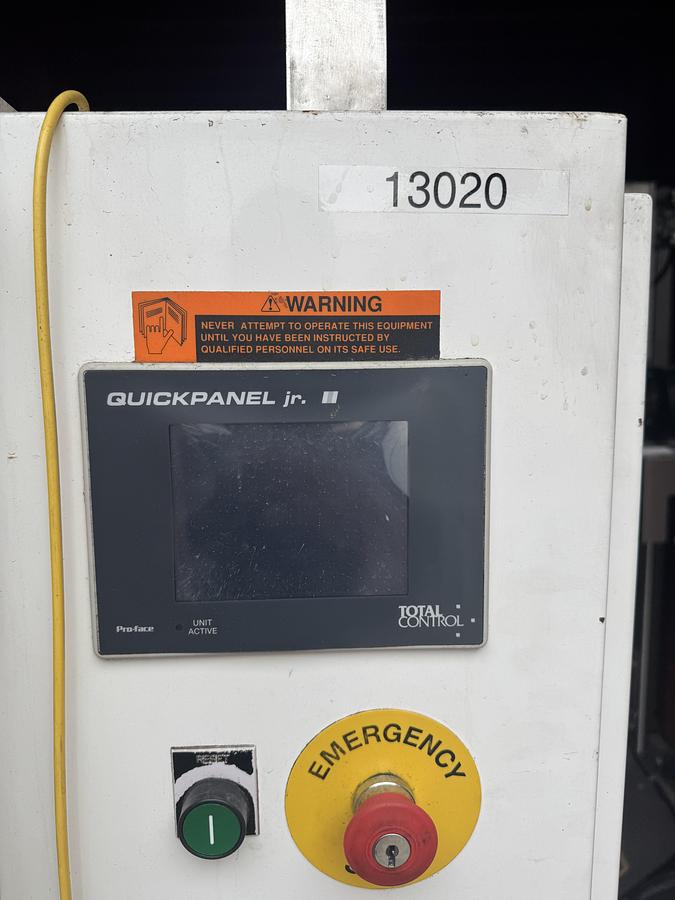 13020
WARNING
NEVER ATTEMPT TO OPERATE THIS EQUIPMENT
UNTIL YOU HAVE BEEN INSTRUCTED BY
QUALIFIED PERSONNEL ON ITS SAFE USE.
QUICKPANEL jr.
Pro-face
UNIT
ACTIVE
TOTAL
CONTROL
EMERGENCY